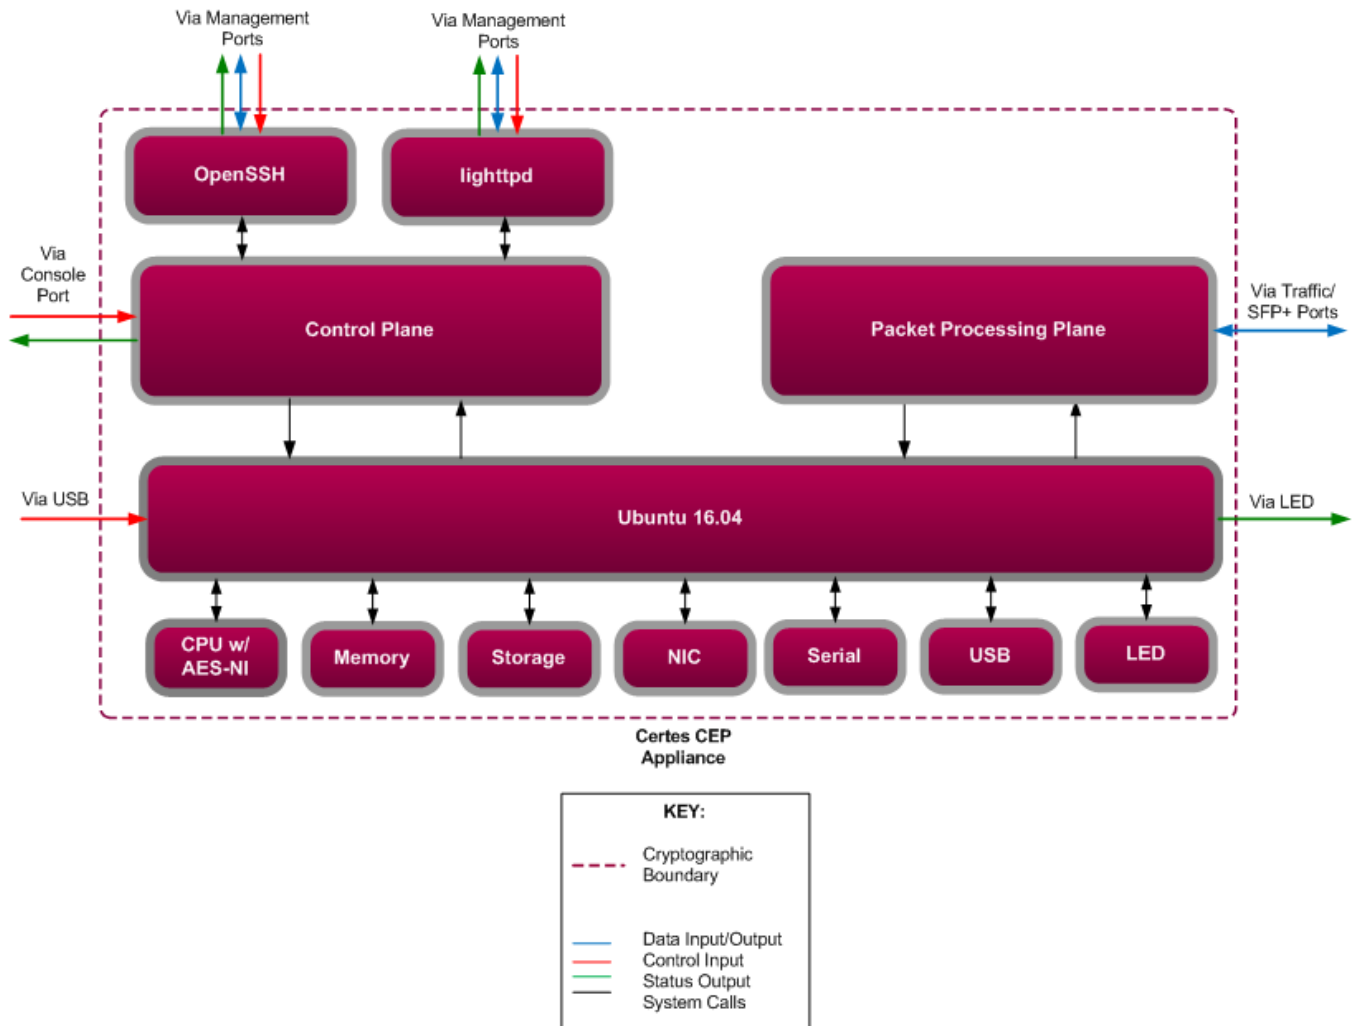 Via Management
Ports
Via Management
Ports
OpenSSH
lighttpd
Via
Console
Port
Control Plane
Packet Processing Plane
Via Traffic/
SFP+ Ports
Via USB
Ubuntu 16.04
Via LED
CPU w/
AES-NI
Memory
Storage
NIC
Serial
USB
LED
Certes CEP
Appliance
KEY:
Cryptographic
Boundary
Data Input/Output
Control Input
Status Output
System Calls